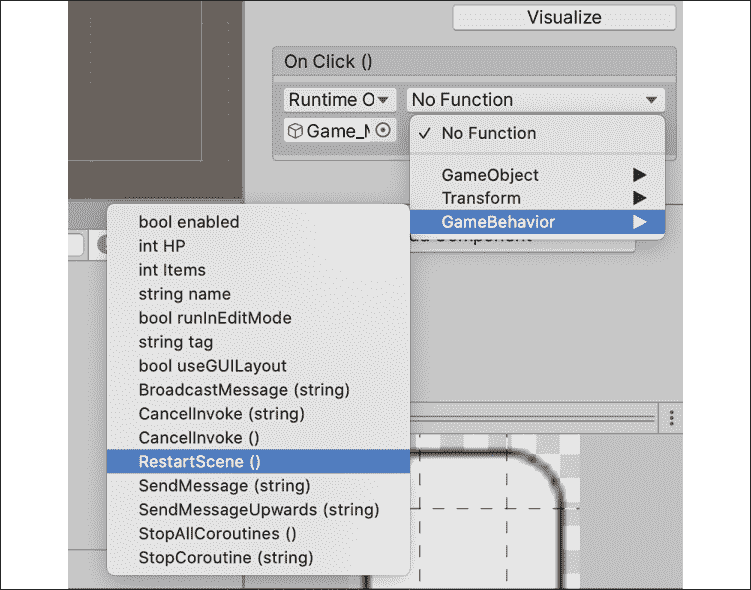 Visualize
On Click ()
Runtime O
No Function
Game_M
No Function
GameObject
Transform
GameBehavior
Component
bool enabled
int HP
int Items
string name
bool runInEditMode
string tag
bool useGUILayout
BroadcastMessage (string)
CancelInvoke (string)
CancelInvoke ()
RestartScene ()
SendMessage (string)
SendMessageUpwards (string)
StopAllCoroutines ()
StopCoroutine (string)